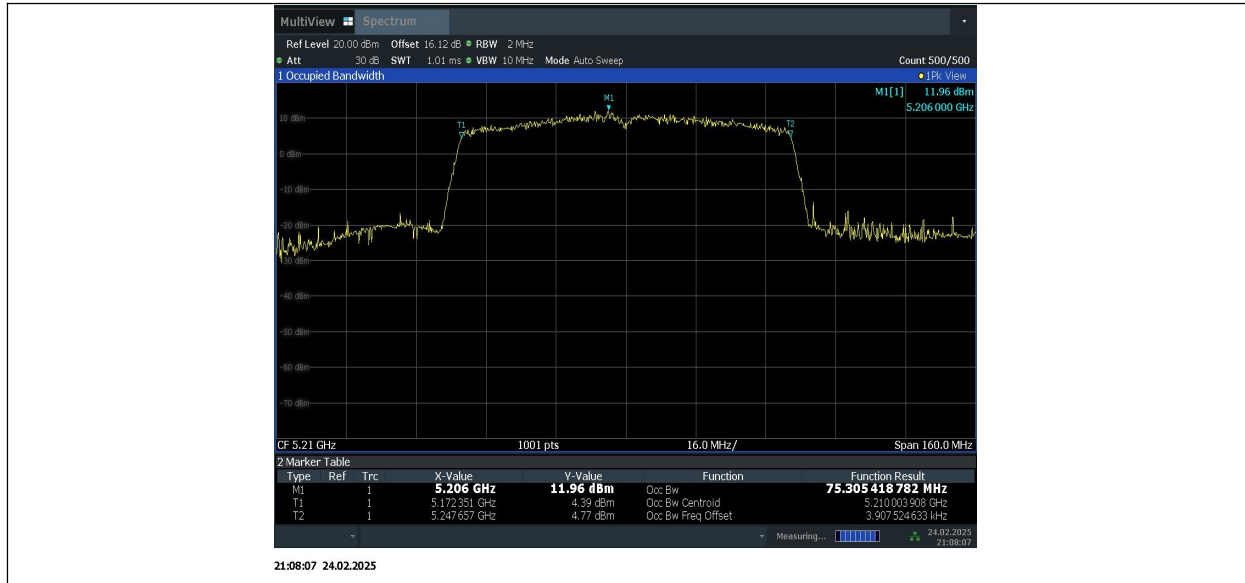 MultiView Spectrum
Ref Level 20.00 dBm Offset 16.12 dB RBW 2 MHz
Att 30 dB SWT 1.01 ms VBW 10 MHz Mode Auto Sweep Count 500/500
1 Occupied Bandwidth 1Pk View
M1[1] 11.96 dBm
5.206 000 GHz
M1
10 dBm
T1 T2
0 dBm
-10 dBm
-20 dBm
-30 dBm
-40 dBm
-50 dBm
-60 dBm
-70 dBm
CF 5.21 GHz 1001 pts 16.0 MHz/ Span 160.0 MHz
2 Marker Table
Type Ref Trc X-Value Y-Value Function Function Result
M1 1 5.206 GHz 11.96 dBm Occ Bw 75.305 418 782 MHz
T1 1 5.172 351 GHz 4.39 dBm Occ Bw Centroid 5.210 003 908 GHz
T2 1 5.247 657 GHz 4.77 dBm Occ Bw Freq Offset 3.907 524 633 kHz
Measuring... 24.02.2025
21:08:07
21:08:07 24.02.2025